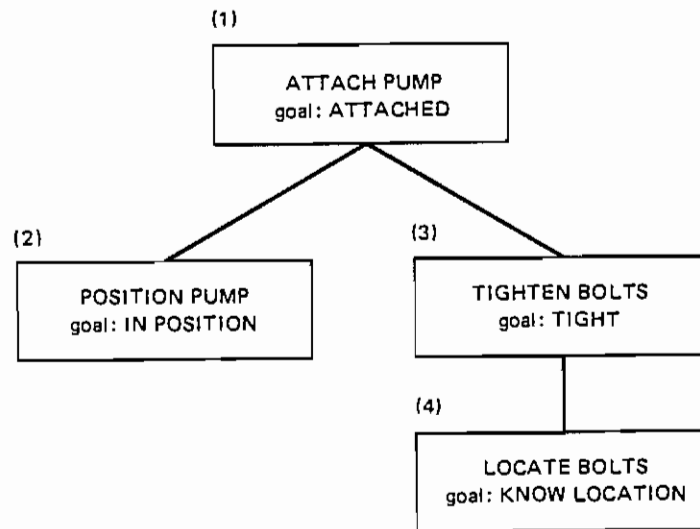 (1)
ATTACH PUMP
goal: ATTACHED
(2)
POSITION PUMP
goal: IN POSITION
(3)
TIGHTEN BOLTS
goal: TIGHT
(4)
LOCATE BOLTS
goal: KNOW LOCATION